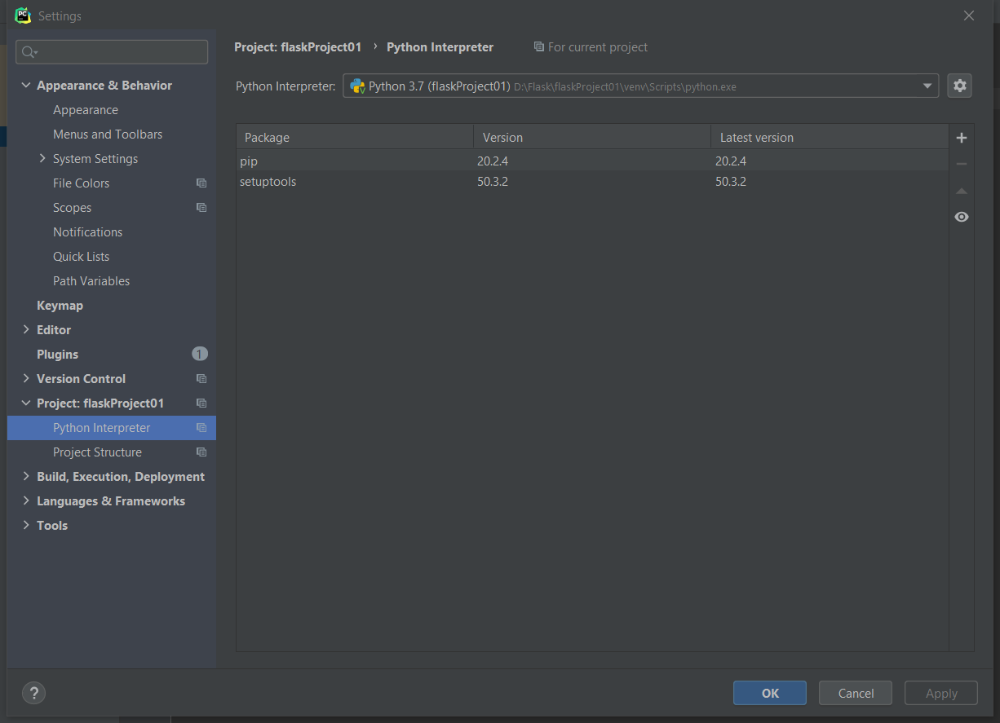 Settings
Project: flaskProject01 › Python Interpreter For current project
Appearance & Behavior
Appearance
Menus and Toolbars
System Settings
File Colors
Scopes
Notifications
Quick Lists
Path Variables
Keymap
Editor
Plugins 1
Version Control
Project: flaskProject01
Python Interpreter
Project Structure
Build, Execution, Deployment
Languages & Frameworks
Tools
Python Interpreter: Python 3.7 (flaskProject01) D:\Flask\flaskProject01\venv\Scripts\python.exe
Package Version Latest version
pip 20.2.4 20.2.4
setuptools 50.3.2 50.3.2
? OK Cancel Apply